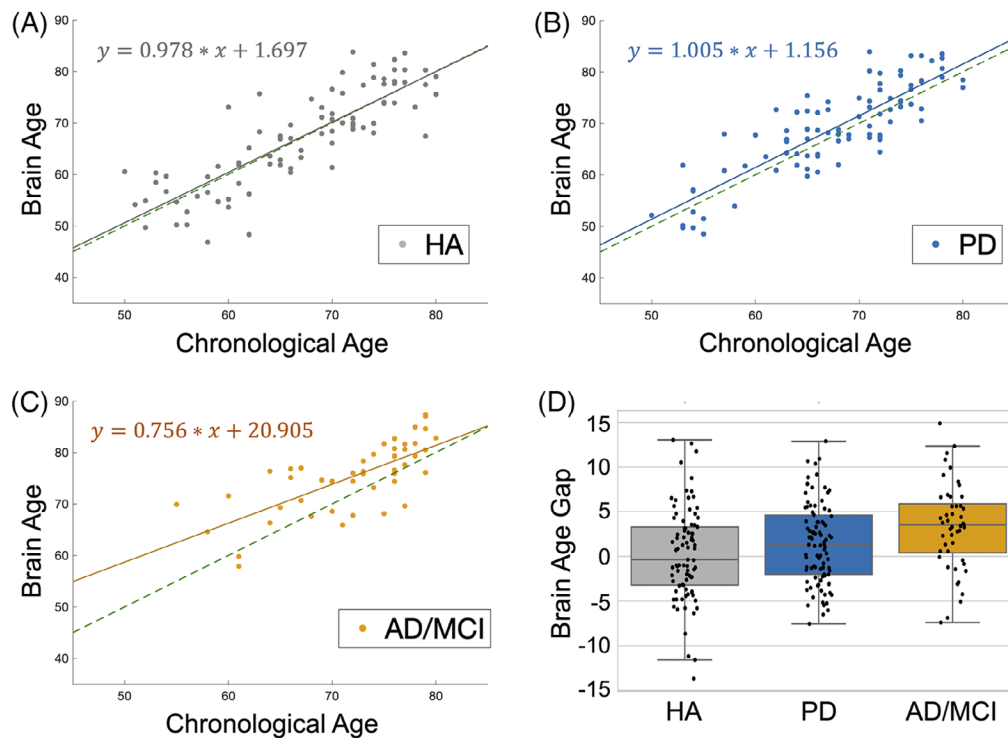 (A)
90
80
70
60
50
40
Brain Age
y = 0.978 * x + 1.697
HA
50 60 70 80
Chronological Age
(B)
90
80
70
60
50
40
Brain Age
y = 1.005 * x + 1.156
PD
50 60 70 80
Chronological Age
(C)
90
80
70
60
50
40
Brain Age
y = 0.756 * x + 20.905
AD/MCI
50 60 70 80
Chronological Age
(D)
15
10
5
0
-5
-10
-15
Brain Age Gap
HA PD AD/MCI